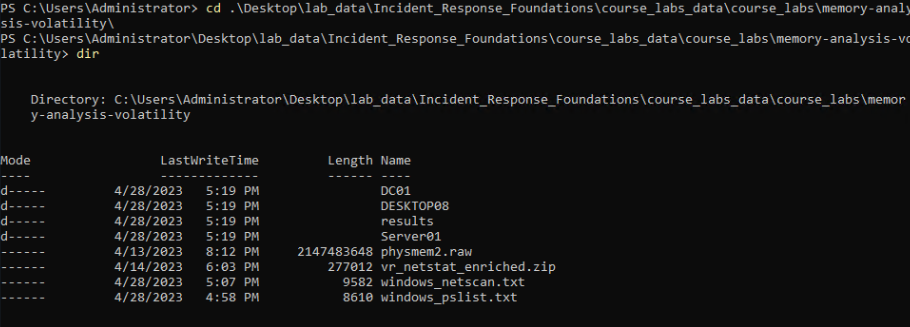 PS C:\Users\Administrator> cd .\Desktop\lab_data\Incident_Response_Foundations\course_labs_data\course_labs\memory-analy
sis-volatility\
PS C:\Users\Administrator\Desktop\lab_data\Incident_Response_Foundations\course_labs_data\course_labs\memory-analysis-vo
latility> dir
Directory: C:\Users\Administrator\Desktop\lab_data\Incident_Response_Foundations\course_labs_data\course_labs\memor
y-analysis-volatility
Mode LastWriteTime Length Name
---- ------------- ------ ----
d----- 4/28/2023 5:19 PM DC01
d----- 4/28/2023 5:19 PM DESKTOP08
d----- 4/28/2023 5:19 PM results
d----- 4/28/2023 5:19 PM Server01
------ 4/13/2023 8:12 PM 2147483648 physmem2.raw
------ 4/14/2023 6:03 PM 277012 vr_netstat_enriched.zip
------ 4/28/2023 5:07 PM 9582 windows_netscan.txt
------ 4/28/2023 4:58 PM 8610 windows_pslist.txt